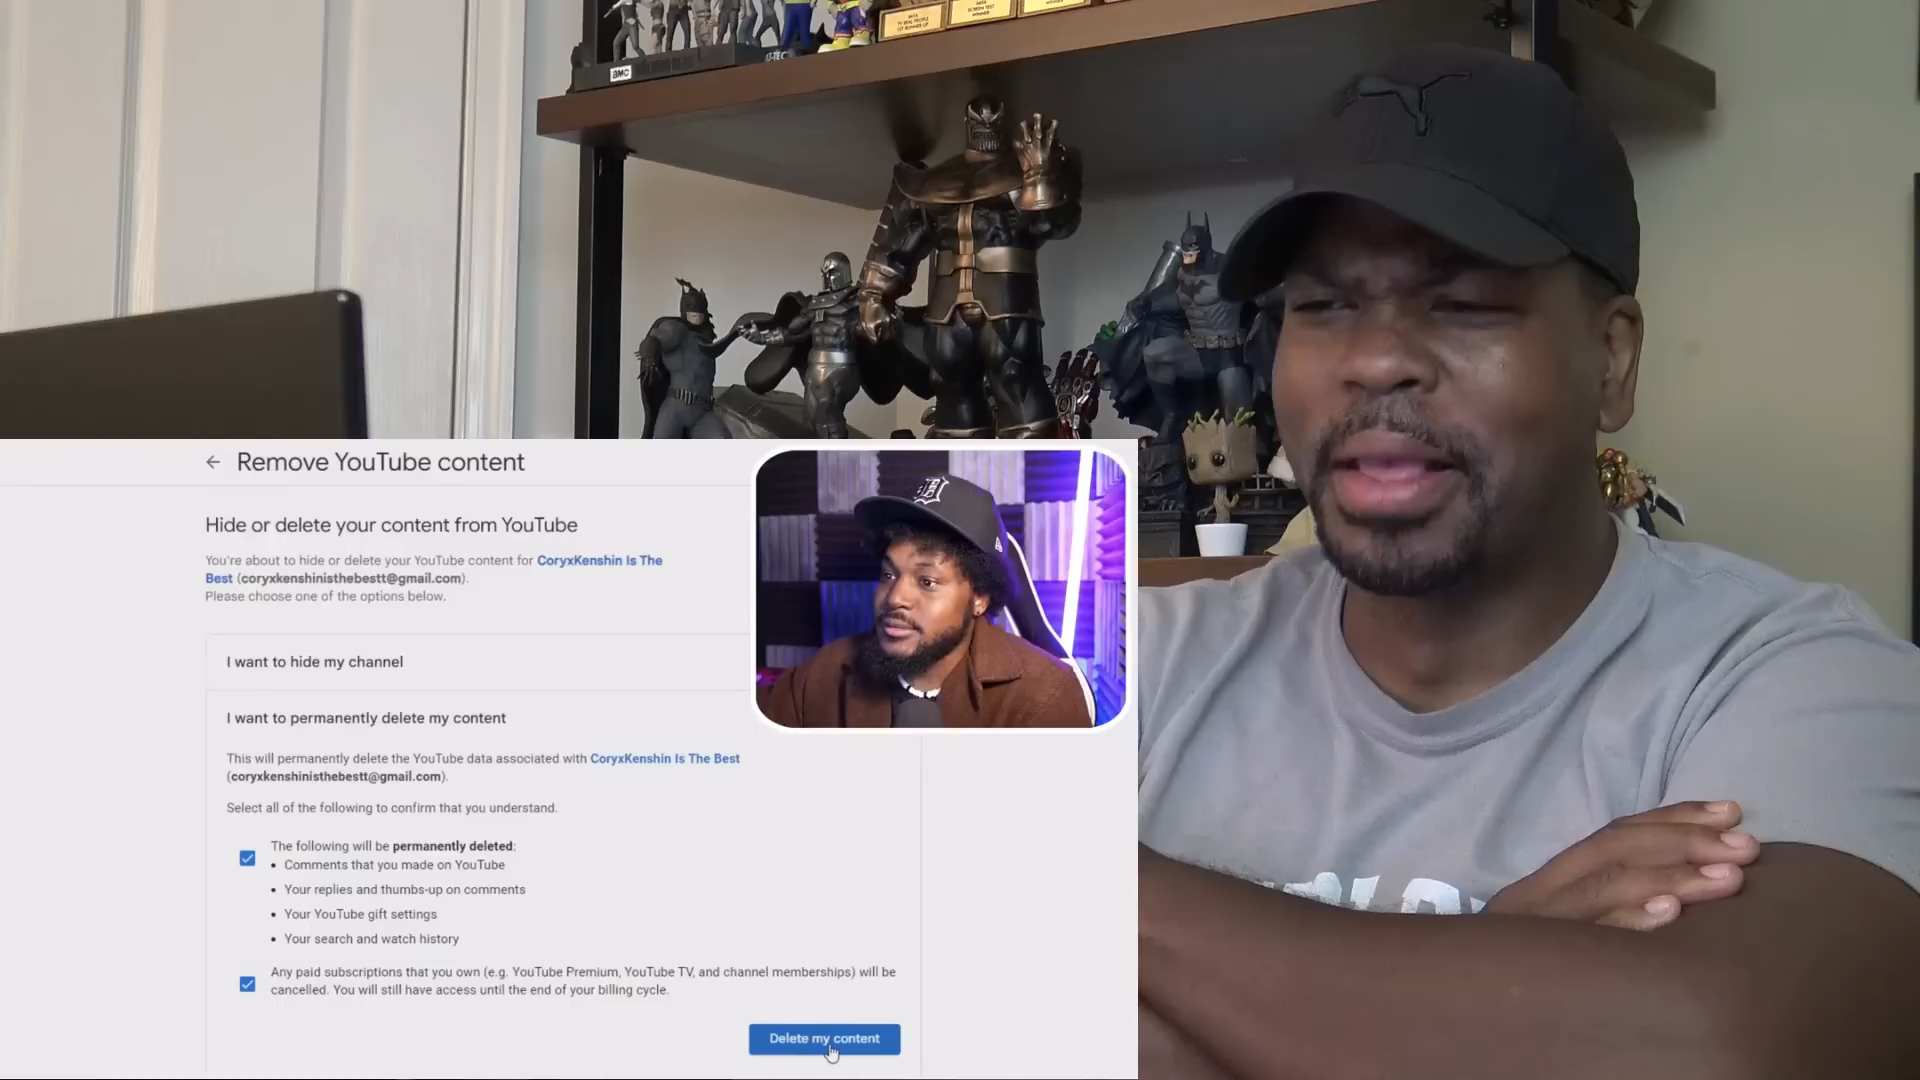 AMC
Remove YouTube content
Hide or delete your content from YouTube
You're about to hide or delete your YouTube content for CoryxKenshin Is The
Best (coryxkenshinisthebestt@gmail.com).
Please choose one of the options below.
I want to hide my channel
I want to permanently delete my content
This will permanently delete the YouTube data associated with CoryxKenshin Is The Best
(coryxkenshinisthebestt@gmail.com).
Select all of the following to confirm that you understand.
The following will be permanently deleted:
• Comments that you made on YouTube
• Your replies and thumbs-up on comments
• Your YouTube gift settings
• Your search and watch history
Any paid subscriptions that you own (e.g. YouTube Premium, YouTube TV, and channel memberships) will be
cancelled. You will still have access until the end of your billing cycle.
Delete my content